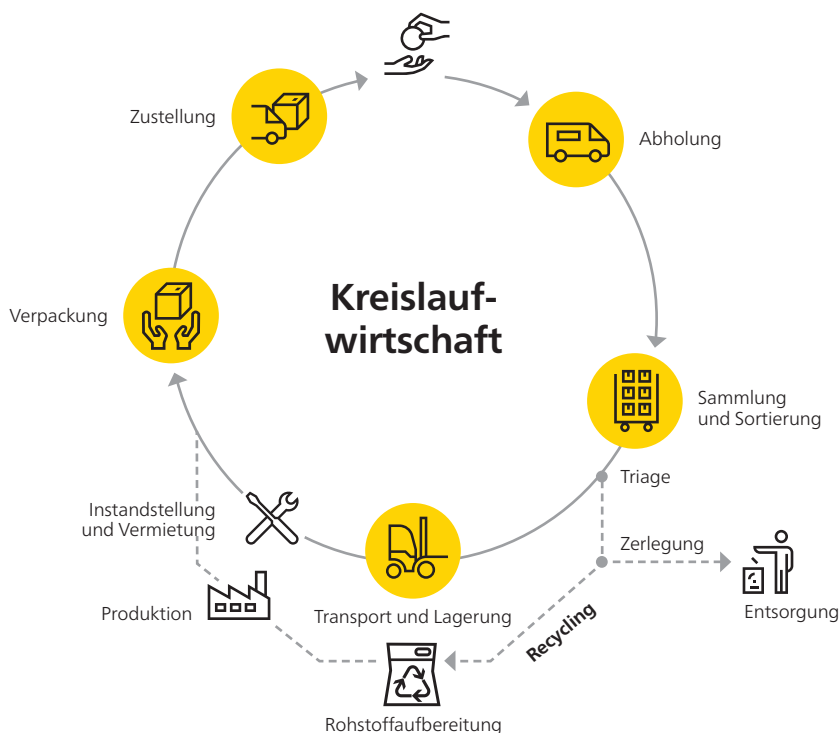 Zustellung
Abholung
Kreislauf-
wirtschaft
Verpackung
Sammlung
und Sortierung
Triage
Instandstellung
und Vermietung
Zerlegung
Produktion
Transport und Lagerung
Entsorgung
Recycling
Rohstoffaufbereitung